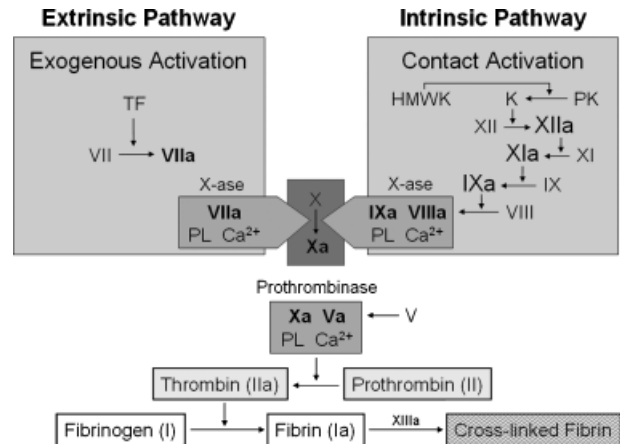 Extrinsic Pathway
Intrinsic Pathway
Exogenous Activation
Contact Activation
TF
VII VIIa
HMWK K PK
XII XIIa
XIa XI
IXa IX
VIII
X-ase
VIIa
PL Ca²⁺
X
Xa
X-ase
IXa VIIIa
PL Ca²⁺
Prothrombinase
Xa Va
PL Ca²⁺
V
Thrombin (IIa)
Prothrombin (II)
Fibrinogen (I)
Fibrin (Ia)
XIIIa
Cross-linked Fibrin